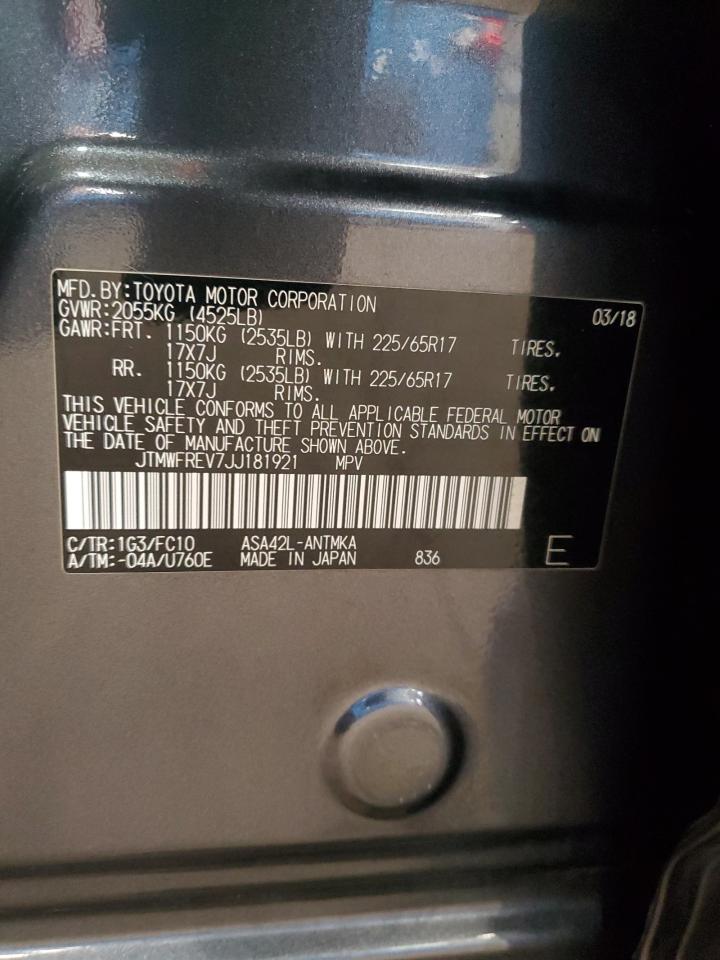 MFD.BY:TOYOTA MOTOR CORPORATION 03/18
GVWR:2055KG (4525LB)
GAWR:FRT. 1150KG (2535LB) WITH 225/65R17 TIRES.
17X7J RIMS.
RR. 1150KG (2535LB) WITH 225/65R17 TIRES.
17X7J RIMS.
THIS VEHICLE CONFORMS TO ALL APPLICABLE FEDERAL MOTOR
VEHICLE SAFETY AND THEFT PREVENTION STANDARDS IN EFFECT ON
THE DATE OF MANUFACTURE SHOWN ABOVE.
JTMWFREV7JJ181921 MPV
C/TR:1G3/FC10 ASA42L-ANTMKA
A/TM:-04A/U760E MADE IN JAPAN 836 E